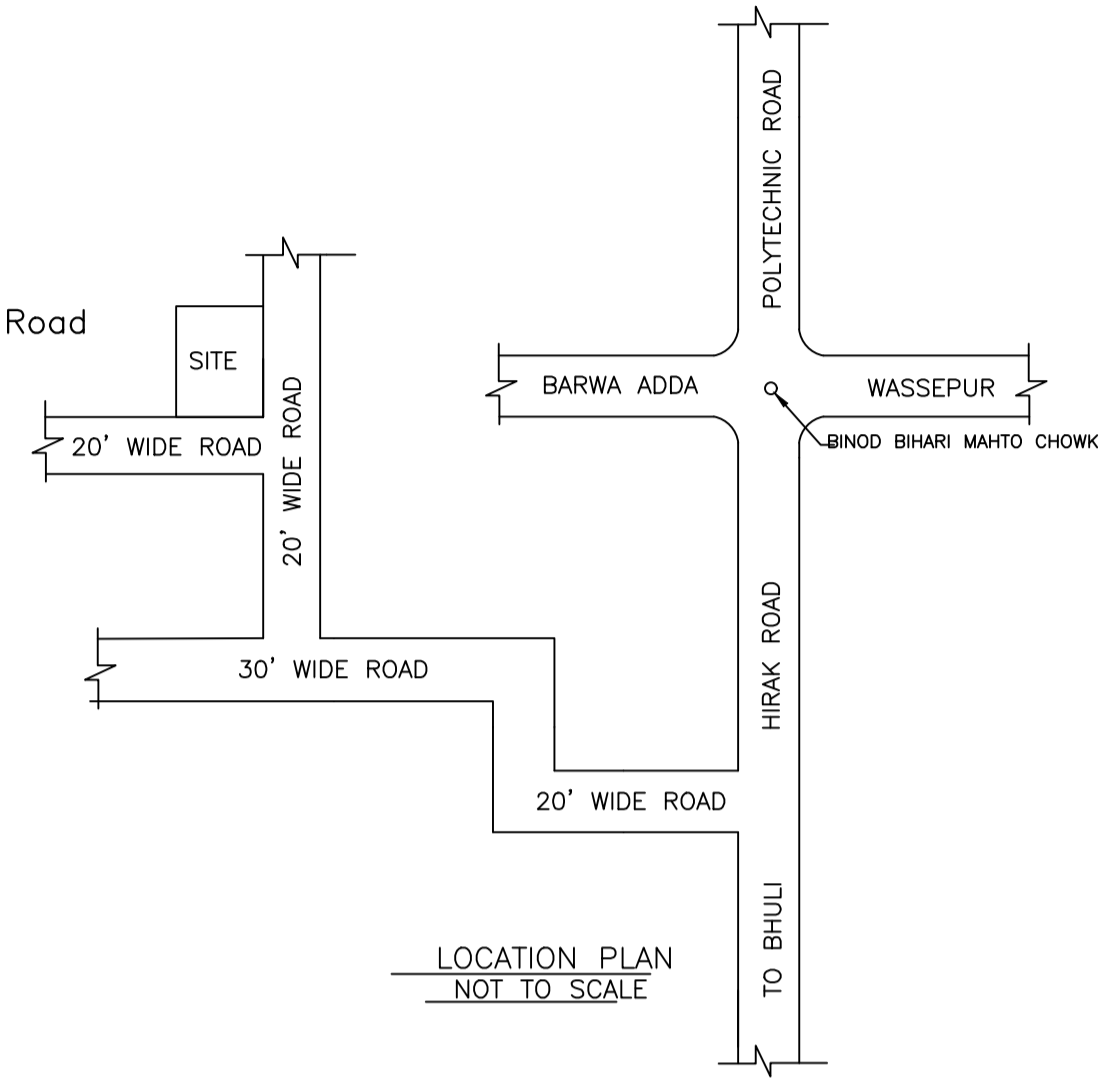 POLYTECHNIC ROAD
Road
SITE
BARWA ADDA
WASSEPUR
BINOD BIHARI MAHTO CHOWK
20' WIDE ROAD
20' WIDE ROAD
HIRAK ROAD
30' WIDE ROAD
20' WIDE ROAD
TO BHULI
LOCATION PLAN
NOT TO SCALE